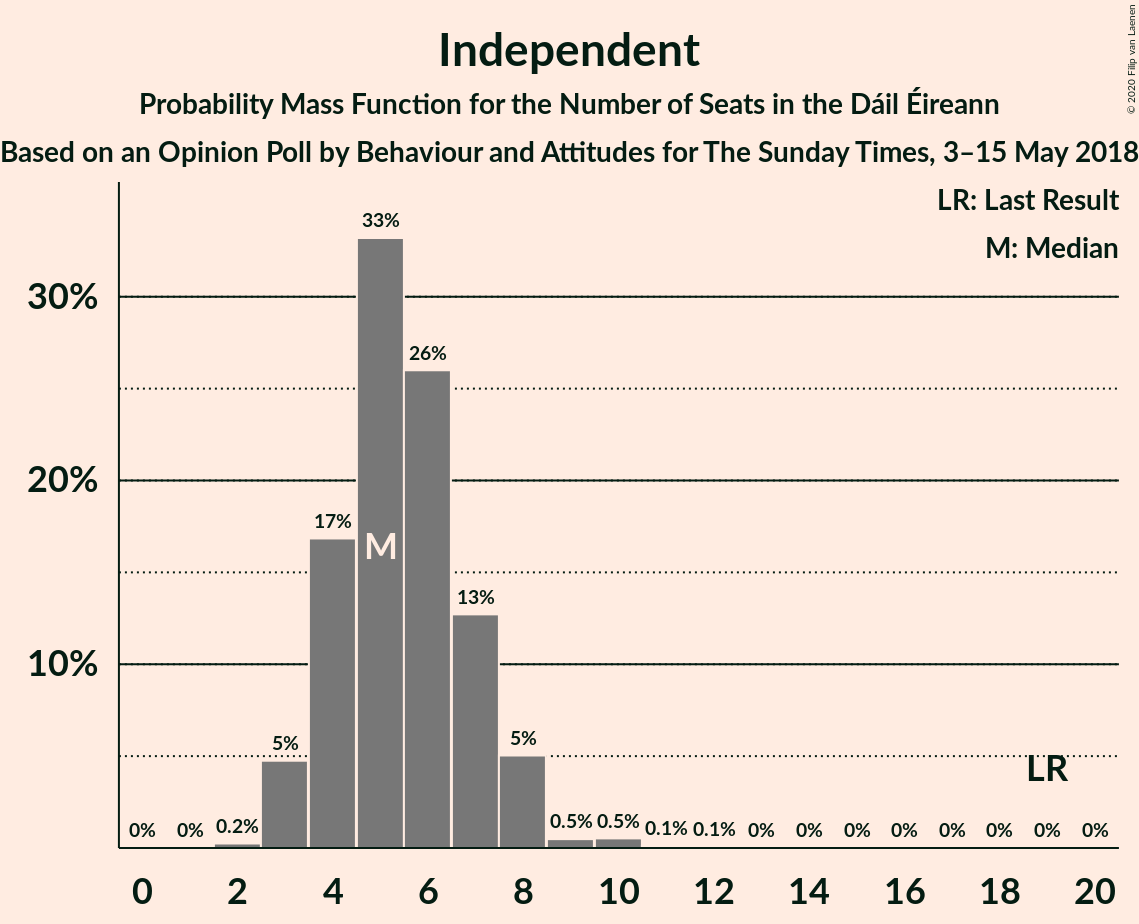 Independent
Probability Mass Function for the Number of Seats in the Dáil Éireann
Based on an Opinion Poll by Behaviour and Attitudes for The Sunday Times, 3–15 May 2018
© 2020 Filip van Laenen
LR: Last Result
M: Median
33%
30%
26%
20%
17%
M
13%
10%
5%
5%
LR
0% 0% 0.2% 0.5% 0.5% 0.1% 0.1% 0% 0% 0% 0% 0% 0% 0% 0%
0 2 4 6 8 10 12 14 16 18 20